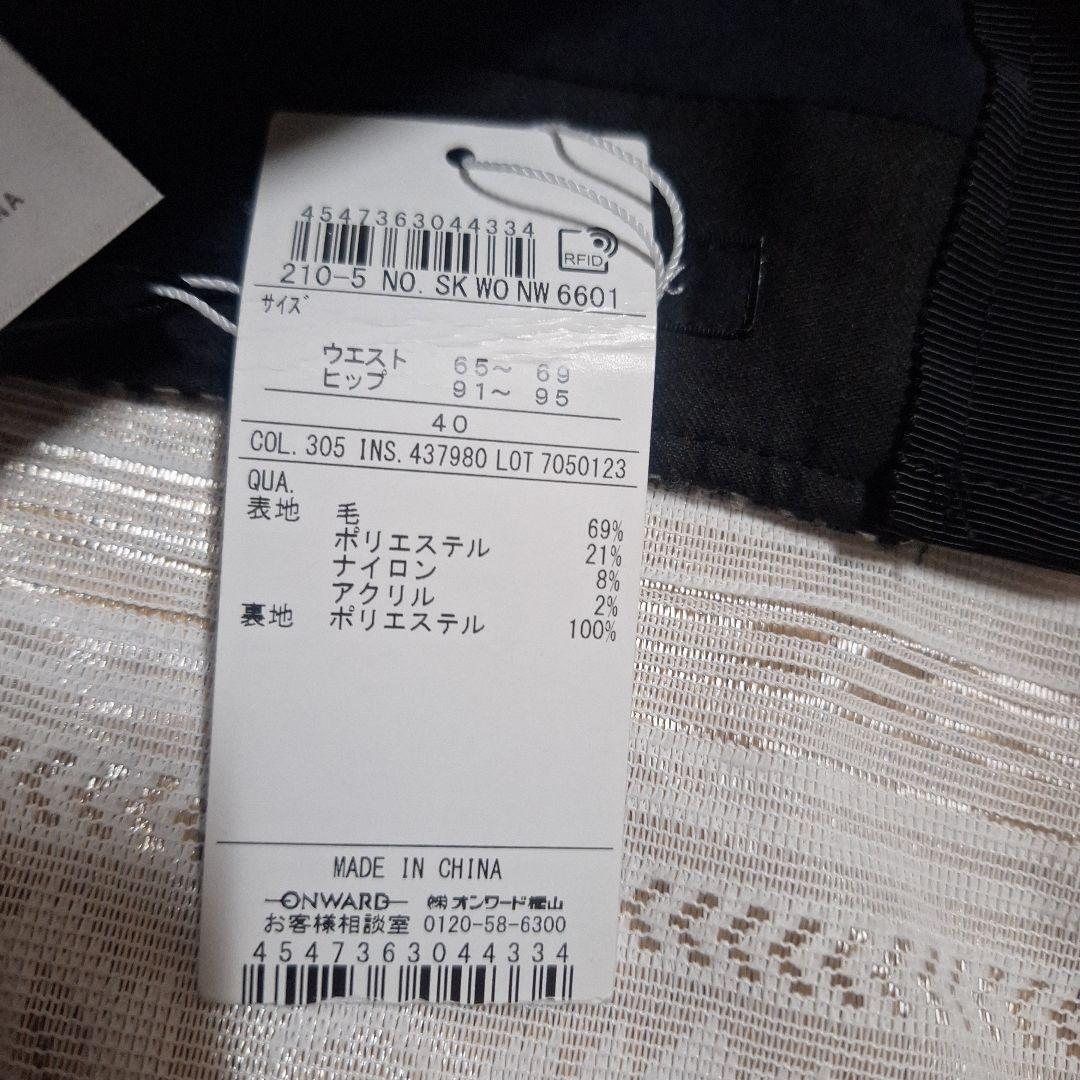 4547363044334
RFID
210-5 NO. SK WO NW 6601
サイズ
ウエスト 65〜 69
ヒップ 91〜 95
40
COL. 305 INS. 437980 LOT 7050123
QUA.
表地 毛 69%
ポリエステル 21%
ナイロン 8%
アクリル 2%
裏地 ポリエステル 100%
MADE IN CHINA
ONWARD ㈱オンワード樫山
お客様相談室 0120-58-6300
4547363044334